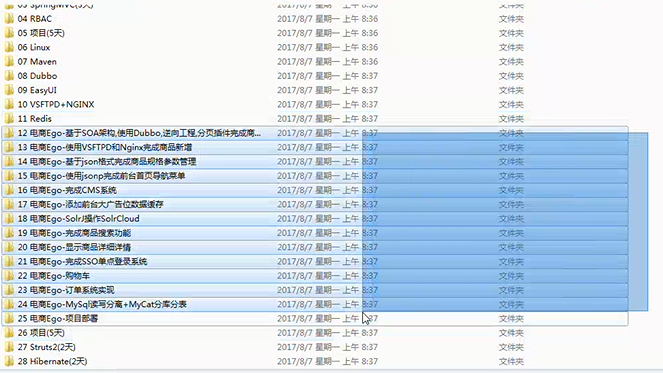 03 SpringMVC(3天) 2017/8/7 星期一 上午 8:36 文件夹
04 RBAC 2017/8/7 星期一 上午 8:36 文件夹
05 项目(5天) 2017/8/7 星期一 上午 8:36 文件夹
06 Linux 2017/8/7 星期一 上午 8:36 文件夹
07 Maven 2017/8/7 星期一 上午 8:36 文件夹
08 Dubbo 2017/8/7 星期一 上午 8:37 文件夹
09 EasyUI 2017/8/7 星期一 上午 8:37 文件夹
10 VSFTPD+NGINX 2017/8/7 星期一 上午 8:37 文件夹
11 Redis 2017/8/7 星期一 上午 8:37 文件夹
12 电商Ego-基于SOA架构,使用Dubbo,逆向工程,分页插件完成商... 2017/8/7 星期一 上午 8:37 文件夹
13 电商Ego-使用VSFTPD和Nginx完成商品新增 2017/8/7 星期一 上午 8:37 文件夹
14 电商Ego-基于json格式完成商品规格参数管理 2017/8/7 星期一 上午 8:37 文件夹
15 电商Ego-使用jsonp完成前台首页导航菜单 2017/8/7 星期一 上午 8:37 文件夹
16 电商Ego-完成CMS系统 2017/8/7 星期一 上午 8:37 文件夹
17 电商Ego-添加前台大广告位数据缓存 2017/8/7 星期一 上午 8:37 文件夹
18 电商Ego-SolrJ操作SolrCloud 2017/8/7 星期一 上午 8:37 文件夹
19 电商Ego-完成商品搜索功能 2017/8/7 星期一 上午 8:37 文件夹
20 电商Ego-显示商品详细详情 2017/8/7 星期一 上午 8:37 文件夹
21 电商Ego-完成SSO单点登录系统 2017/8/7 星期一 上午 8:37 文件夹
22 电商Ego-购物车 2017/8/7 星期一 上午 8:37 文件夹
23 电商Ego-订单系统实现 2017/8/7 星期一 上午 8:37 文件夹
24 电商Ego-MySql读写分离+MyCat分库分表 2017/8/7 星期一 上午 8:37 文件夹
25 电商Ego-项目部署 2017/8/7 星期一 上午 8:37 文件夹
26 项目(5天) 2017/8/7 星期一 上午 8:37 文件夹
27 Struts2(2天) 2017/8/7 星期一 上午 8:37 文件夹
28 Hibernate(2天) 2017/8/7 星期一 上午 8:37 文件夹